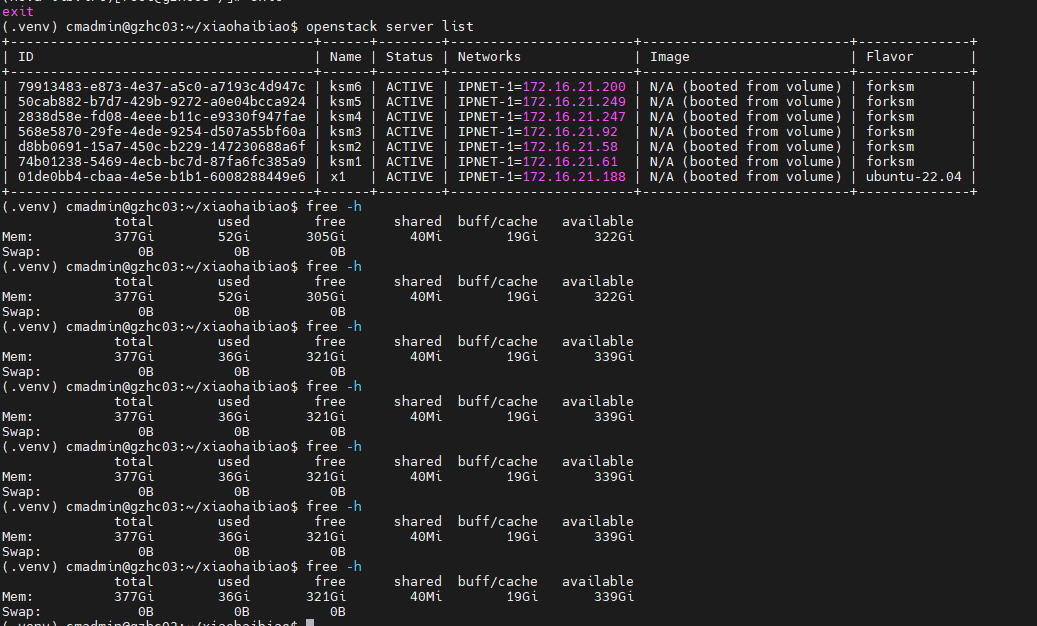 exit
(.venv) cmadmin@gzhc03:~/xiaohaibiao$ openstack server list
+--------------------------------------+------+--------+-----------------------+--------------------------+--------------+
| ID                                   | Name | Status | Networks              | Image                    | Flavor       |
+--------------------------------------+------+--------+-----------------------+--------------------------+--------------+
| 79913483-e873-4e37-a5c0-a7193c4d947c | ksm6 | ACTIVE | IPNET-1=172.16.21.200 | N/A (booted from volume) | forksm       |
| 50cab882-b7d7-429b-9272-a0e04bcca924 | ksm5 | ACTIVE | IPNET-1=172.16.21.249 | N/A (booted from volume) | forksm       |
| 2838d58e-fd08-4eee-b11c-e9330f947fae | ksm4 | ACTIVE | IPNET-1=172.16.21.247 | N/A (booted from volume) | forksm       |
| 568e5870-29fe-4ede-9254-d507a55bf60a | ksm3 | ACTIVE | IPNET-1=172.16.21.92  | N/A (booted from volume) | forksm       |
| d8bb0691-15a7-450c-b229-147230688a6f | ksm2 | ACTIVE | IPNET-1=172.16.21.58  | N/A (booted from volume) | forksm       |
| 74b01238-5469-4ecb-bc7d-87fa6fc385a9 | ksm1 | ACTIVE | IPNET-1=172.16.21.61  | N/A (booted from volume) | forksm       |
| 01de0bb4-cbaa-4e5e-b1b1-6008288449e6 | x1   | ACTIVE | IPNET-1=172.16.21.188 | N/A (booted from volume) | ubuntu-22.04 |
+--------------------------------------+------+--------+-----------------------+--------------------------+--------------+
(.venv) cmadmin@gzhc03:~/xiaohaibiao$ free -h
              total        used       free      shared  buff/cache   available
Mem:          377Gi        52Gi       305Gi        40Mi        19Gi       322Gi
Swap:            0B          0B          0B
(.venv) cmadmin@gzhc03:~/xiaohaibiao$ free -h
              total        used       free      shared  buff/cache   available
Mem:          377Gi        52Gi       305Gi        40Mi        19Gi       322Gi
Swap:            0B          0B          0B
(.venv) cmadmin@gzhc03:~/xiaohaibiao$ free -h
              total        used       free      shared  buff/cache   available
Mem:          377Gi        36Gi       321Gi        40Mi        19Gi       339Gi
Swap:            0B          0B          0B
(.venv) cmadmin@gzhc03:~/xiaohaibiao$ free -h
              total        used       free      shared  buff/cache   available
Mem:          377Gi        36Gi       321Gi        40Mi        19Gi       339Gi
Swap:            0B          0B          0B
(.venv) cmadmin@gzhc03:~/xiaohaibiao$ free -h
              total        used       free      shared  buff/cache   available
Mem:          377Gi        36Gi       321Gi        40Mi        19Gi       339Gi
Swap:            0B          0B          0B
(.venv) cmadmin@gzhc03:~/xiaohaibiao$ free -h
              total        used       free      shared  buff/cache   available
Mem:          377Gi        36Gi       321Gi        40Mi        19Gi       339Gi
Swap:            0B          0B          0B
(.venv) cmadmin@gzhc03:~/xiaohaibiao$ free -h
              total        used       free      shared  buff/cache   available
Mem:          377Gi        36Gi       321Gi        40Mi        19Gi       339Gi
Swap:            0B          0B          0B
(.venv) cmadmin@gzhc03:~/xiaohaibiao$